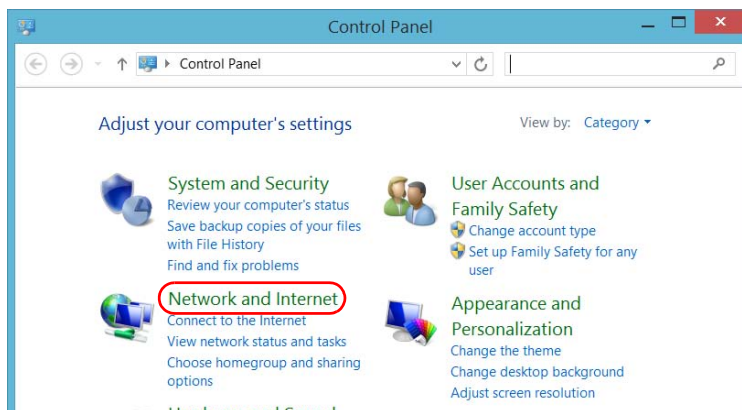 Control Panel
Control Panel
Adjust your computer's settings
View by: Category
System and Security
Review your computer's status
Save backup copies of your files
with File History
Find and fix problems
Network and Internet
Connect to the Internet
View network status and tasks
Choose homegroup and sharing
options
User Accounts and
Family Safety
Change account type
Set up Family Safety for any
user
Appearance and
Personalization
Change the theme
Change desktop background
Adjust screen resolution